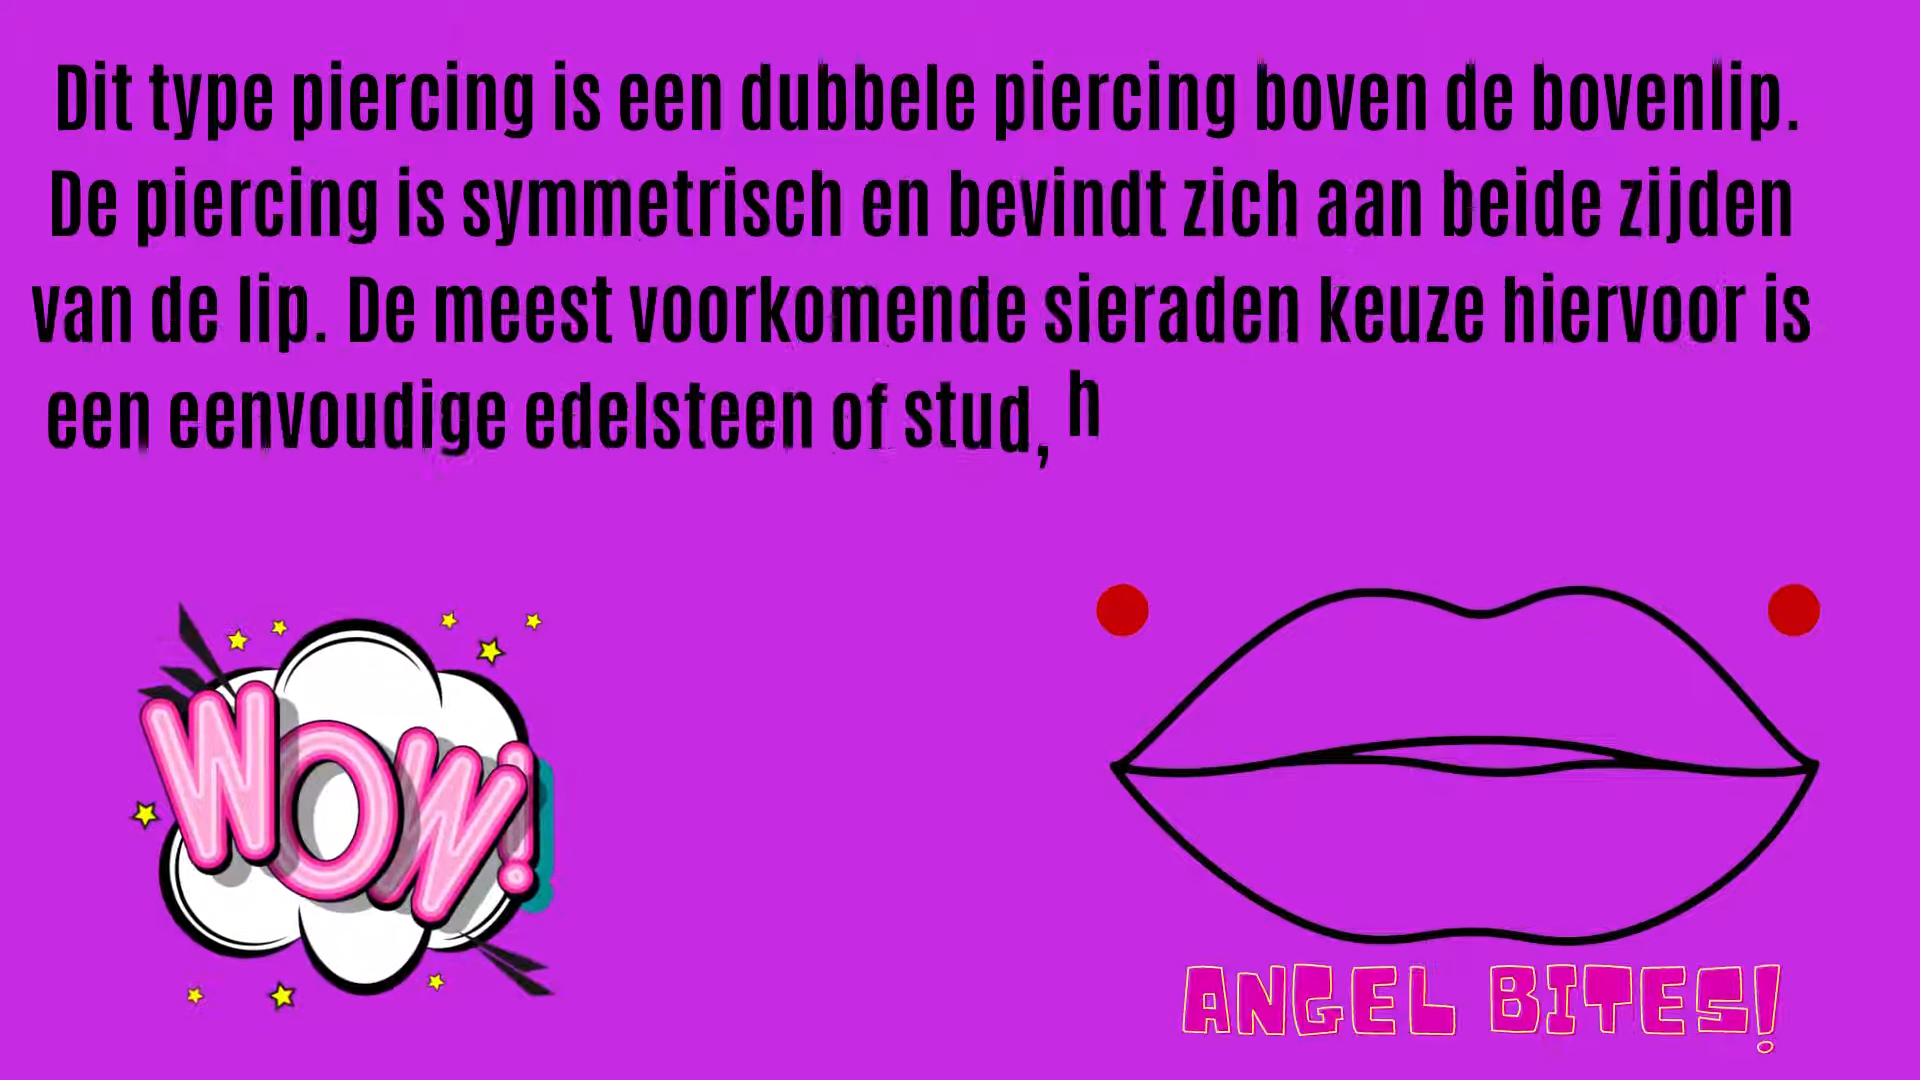 Dit type piercing is een dubbele piercing boven de bovenlip.
De piercing is symmetrisch en bevindt zich aan beide zijden
van de lip. De meest voorkomende sieraden keuze hiervoor is
een eenvoudige edelsteen of stud, h
WOW!
ANGEL BITES!